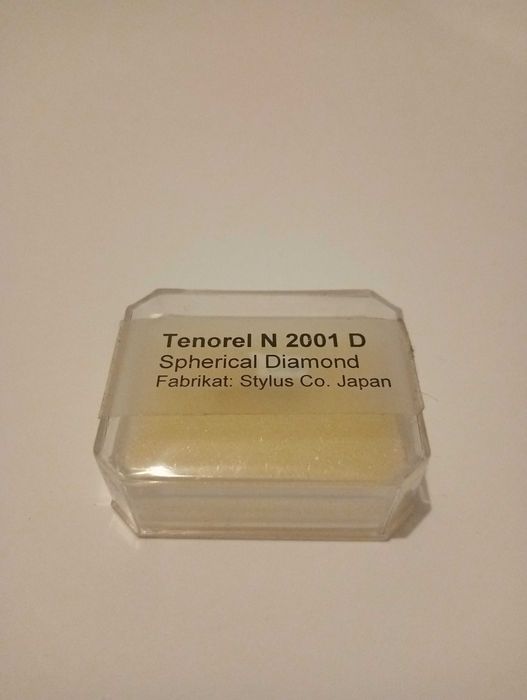 Tenorel N 2001 D
Spherical Diamond
Fabrikat: Stylus Co. Japan